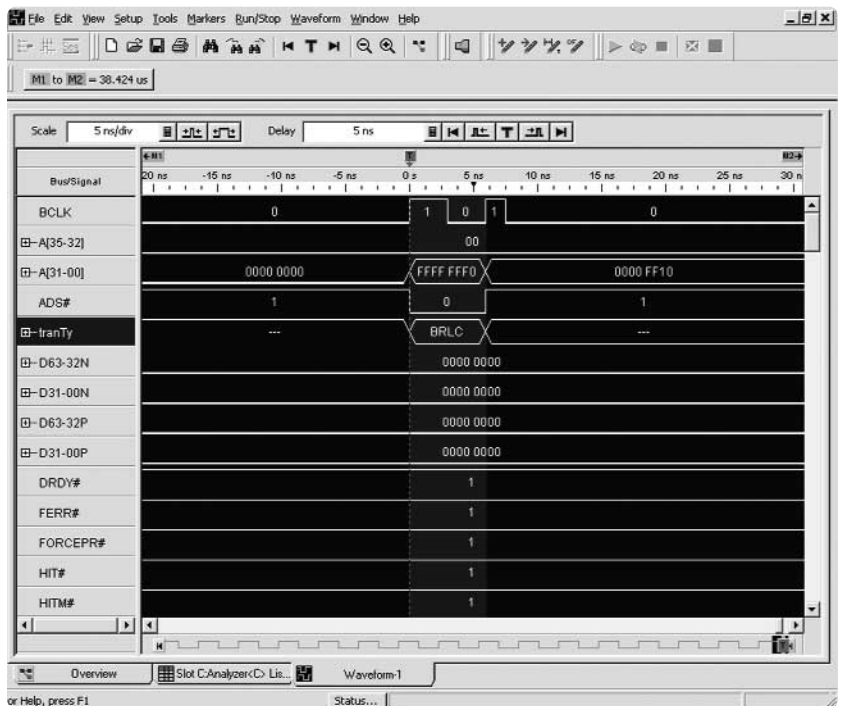 File Edit View Setup Tools Markers Run/Stop Waveform Window Help
M1 to M2 = 38.424 us
Scale 5 ns/div Delay 5 ns
M1 T M2
Bus/Signal 20 ns -15 ns -10 ns -5 ns 0 s 5 ns 10 ns 15 ns 20 ns 25 ns 30 n
BCLK 0 1 0 1 0
A[35-32] 00
A[31-00] 0000 0000 FFFF FFF0 0000 FF10
ADS# 1 0 1
tranTy --- BRLC ---
D63-32N 0000 0000
D31-00N 0000 0000
D63-32P 0000 0000
D31-00P 0000 0000
DRDY# 1
FERR# 1
FORCEPR# 1
HIT# 1
HITM# 1
Overview Slot C:Analyzer<C> Lis... Waveform-1
or Help, press F1 Status...